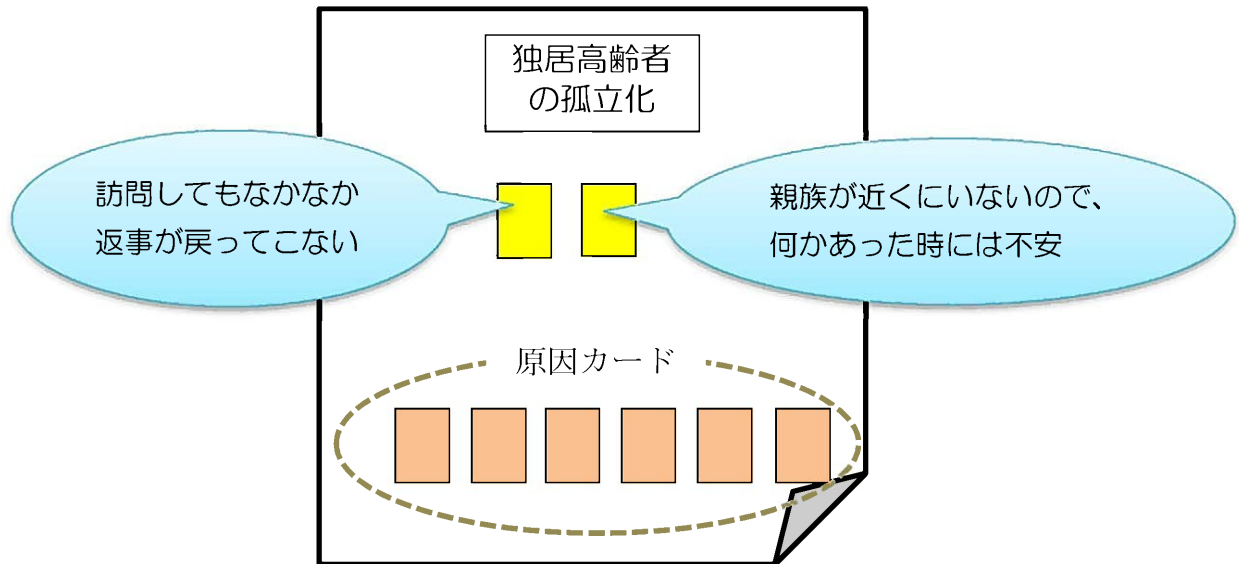 独居高齢者
の孤立化
訪問してもなかなか
返事が戻ってこない
親族が近くにいないので、
何かあった時には不安
原因カード